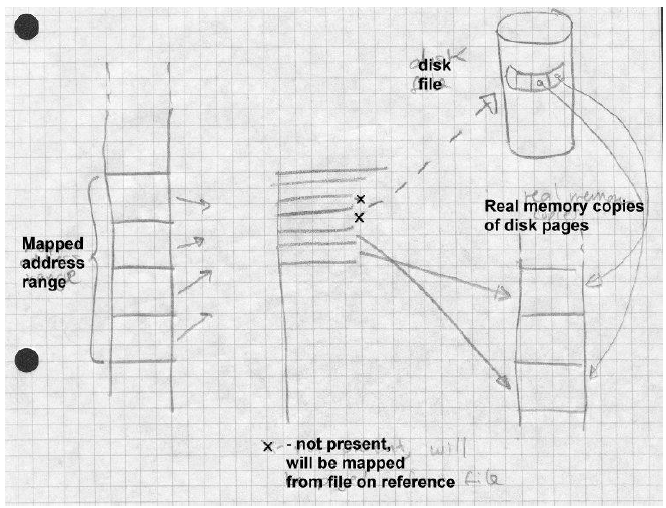 disk
file
Real memory copies
of disk pages
Mapped
address
range
x
x
x - not present,
will be mapped
from file on reference